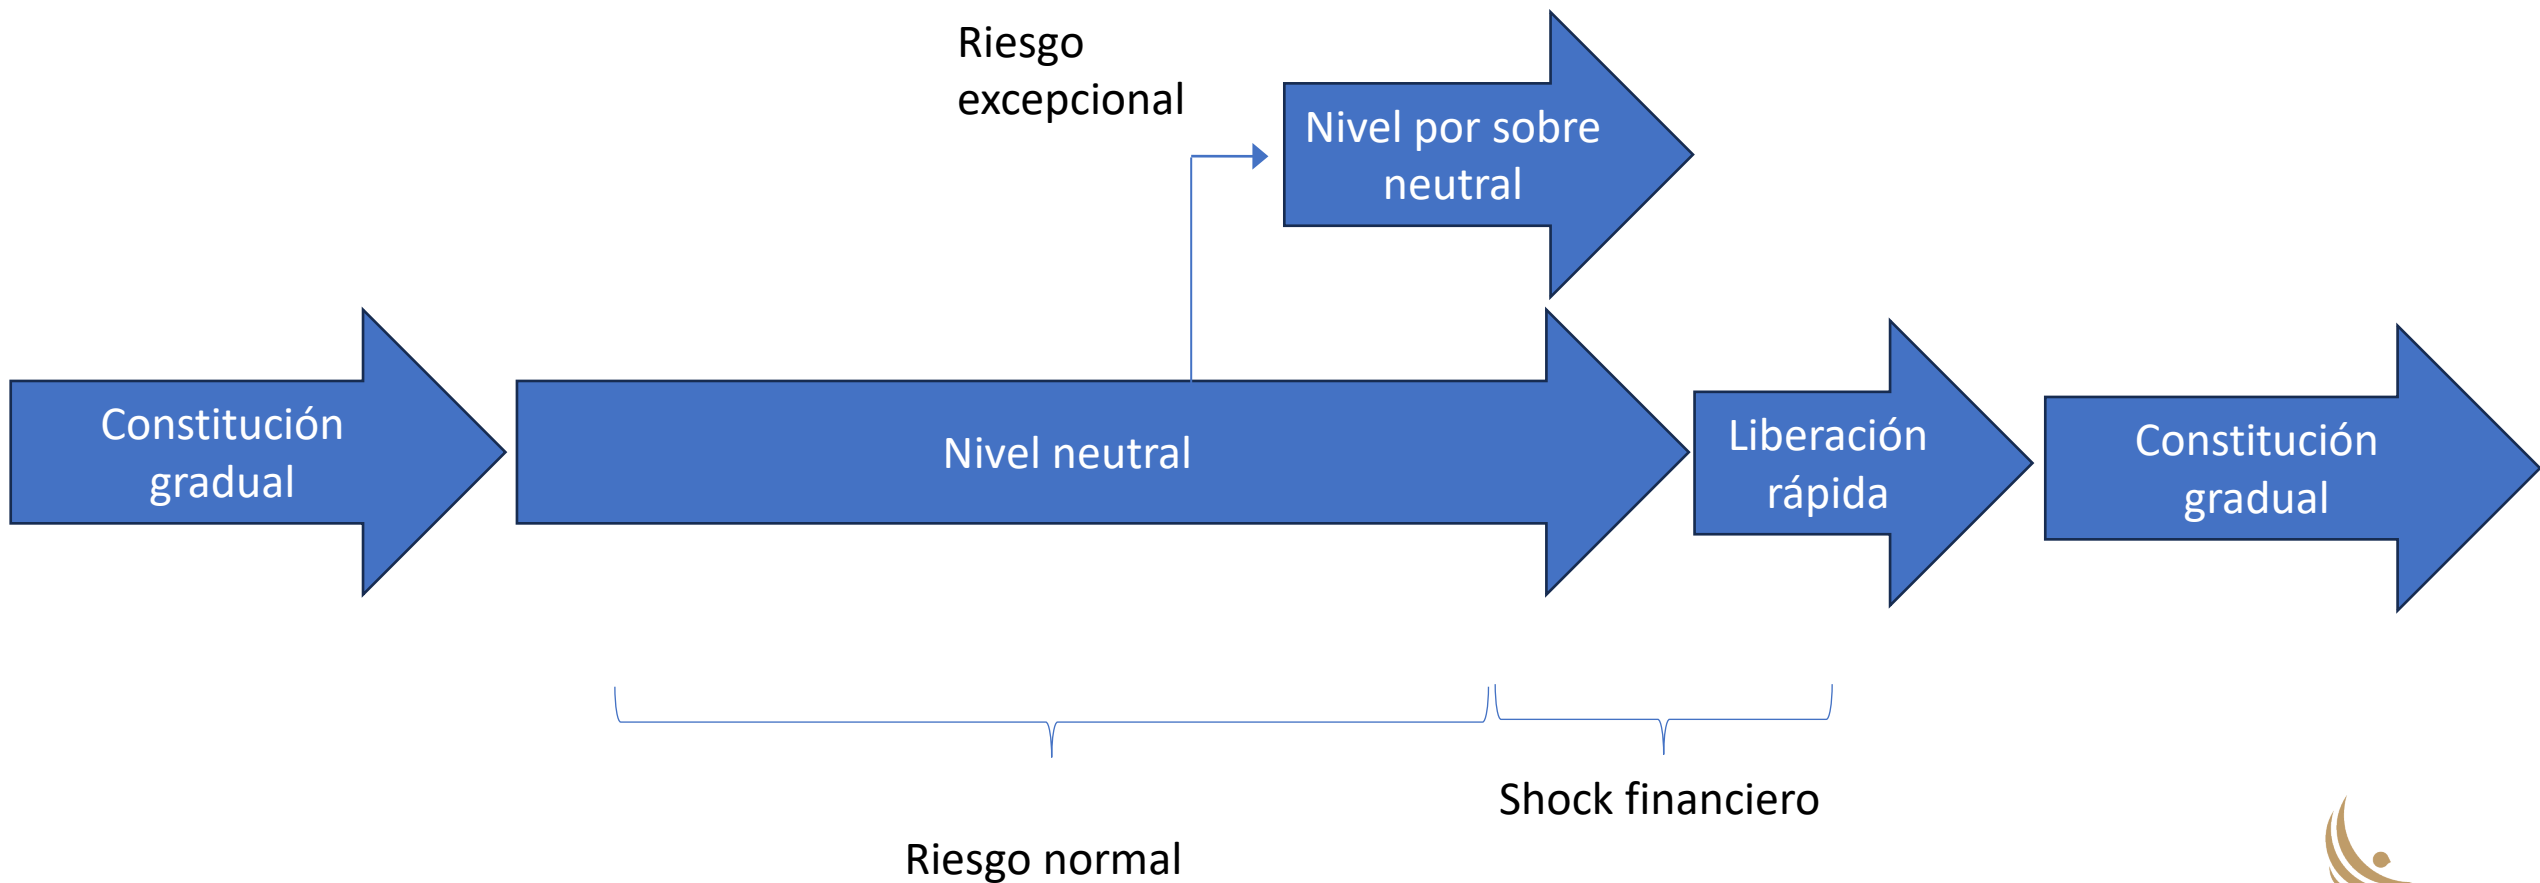 Riesgo
excepcional
Nivel por sobre
neutral
Constitución
gradual
Nivel neutral
Liberación
rápida
Constitución
gradual
Shock financiero
Riesgo normal